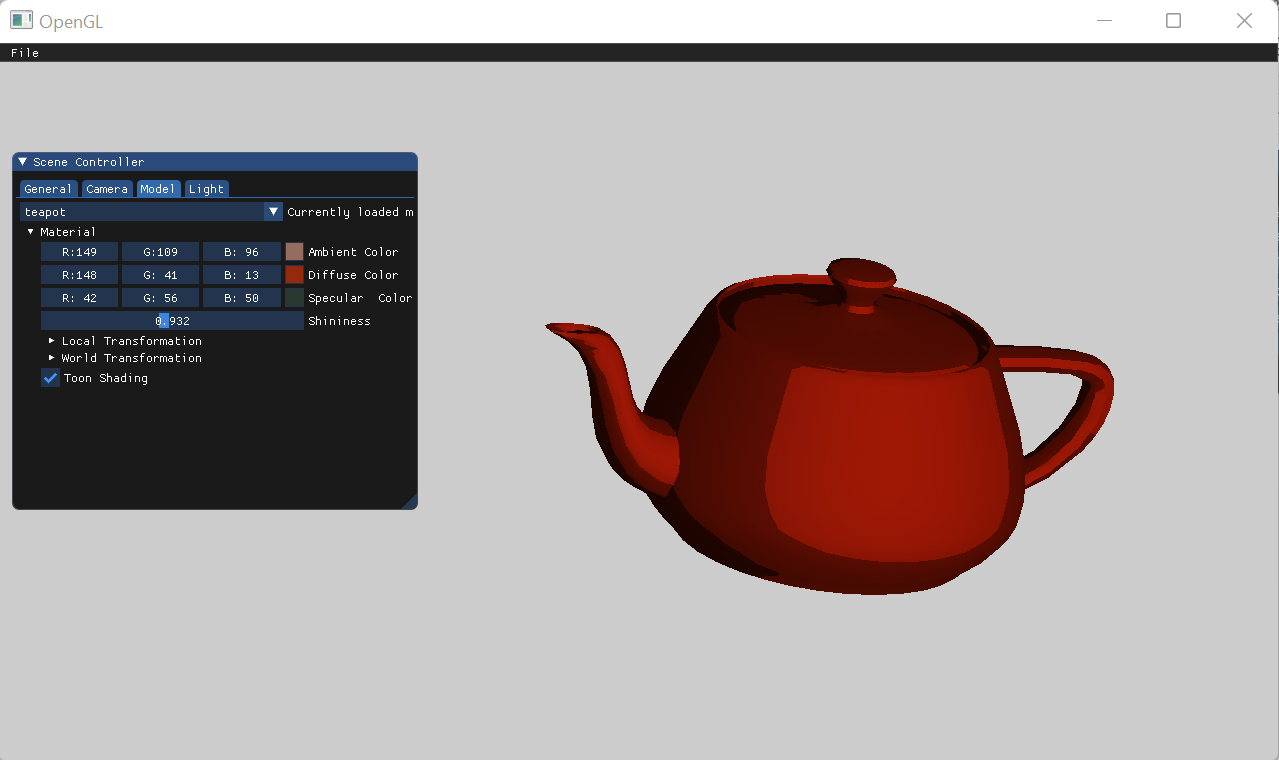 OpenGL
File
Scene Controller
General Camera Model Light
teapot Currently loaded m
Material
R:149 G:109 B: 96 Ambient Color
R:148 G: 41 B: 13 Diffuse Color
R: 42 G: 56 B: 50 Specular Color
0.932 Shininess
Local Transformation
World Transformation
Toon Shading